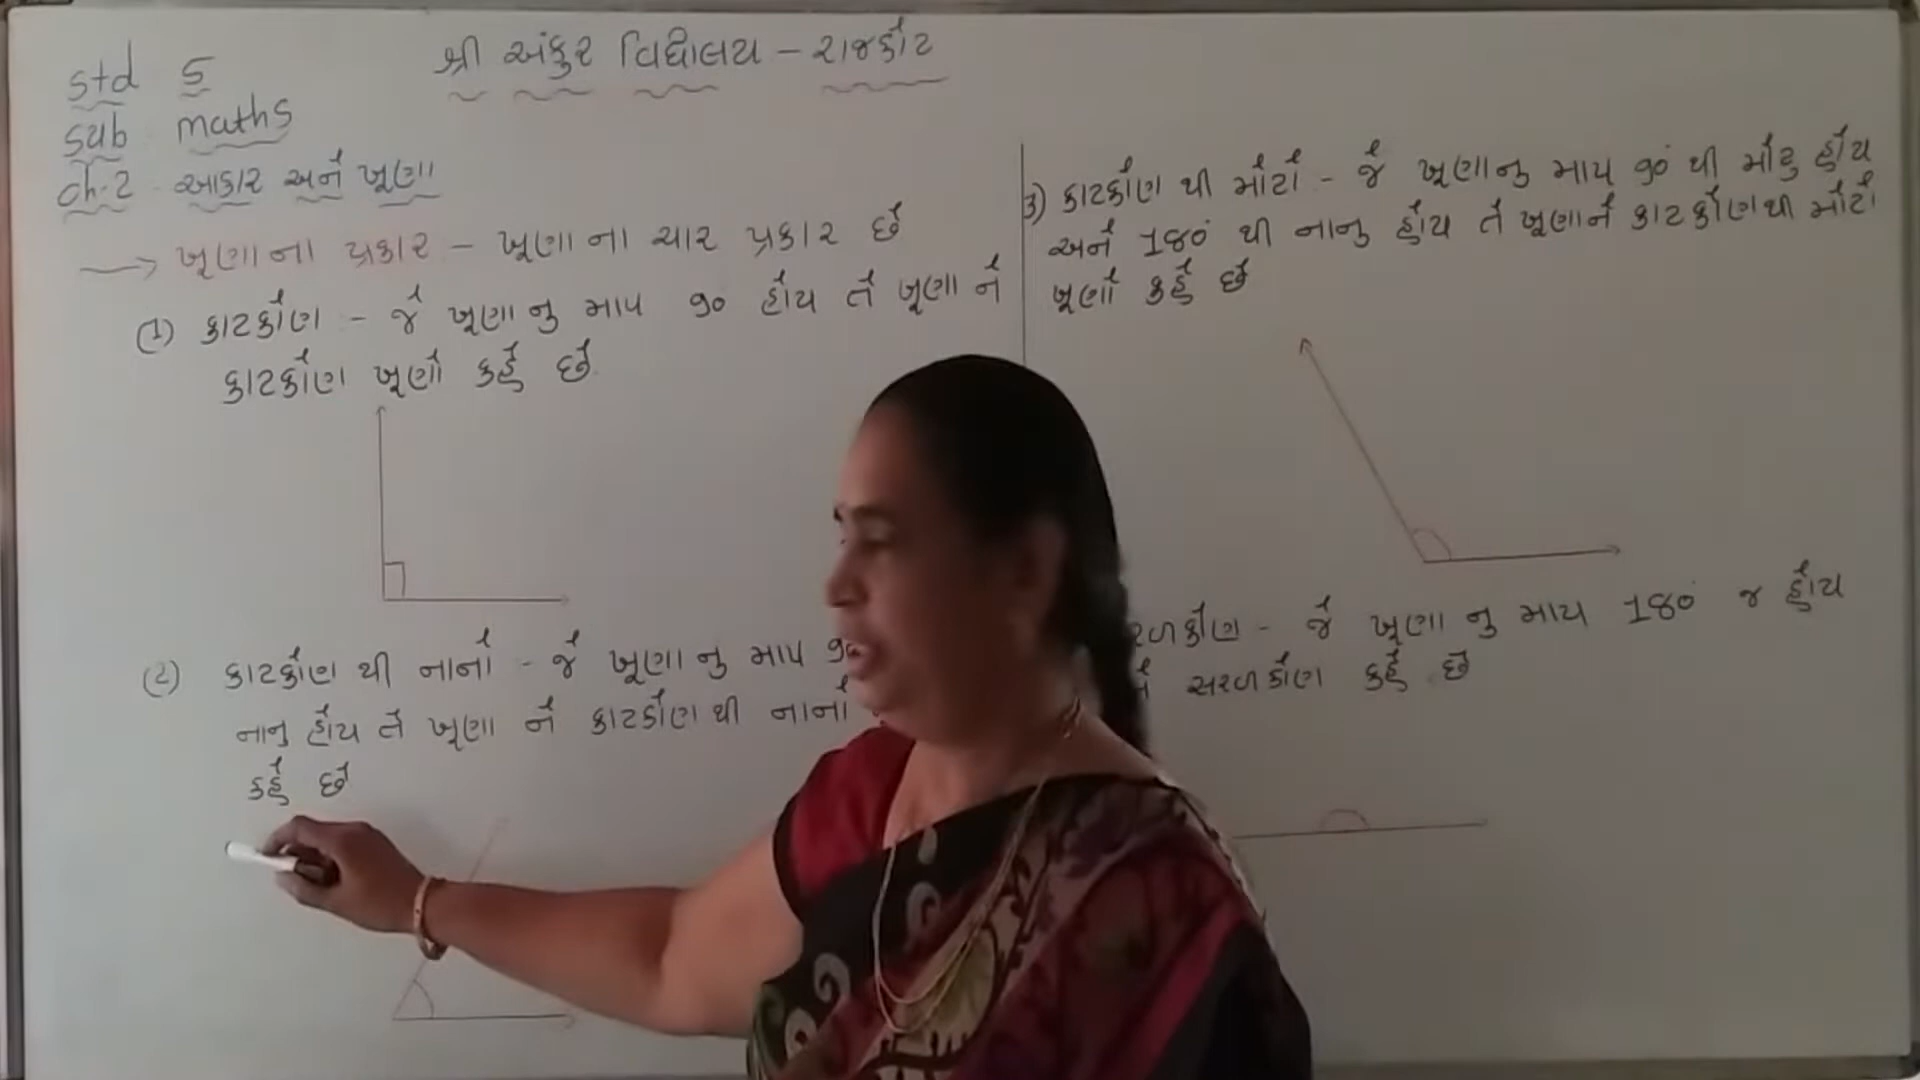 std 5
શ્રી અંકુર વિદ્યાલય – રાજકોટ
sub maths
ch-2 આકાર અને ખૂણા
→ ખૂણાના પ્રકાર – ખૂણાના ચાર પ્રકાર છે
(1) કાટકોણ – જે ખૂણાનુ માપ 90 હોય તે ખૂણાને
કાટકોણ ખૂણો કહે છે
(2) કાટકોણ થી નાનો – જે ખૂણાનુ માપ
નાનુ હોય તે ખૂણાને કાટકોણથી નાનો
કહે છે
3) કાટકોણ થી મોટો – જે ખૂણાનુ માપ 90° થી મોટુ હોય
અને 180° થી નાનુ હોય તે ખૂણાને કાટકોણથી મોટો
ખૂણો કહે છે
જે ખૂણાનુ માપ 180° જ હોય
સરળકોણ કહે છે